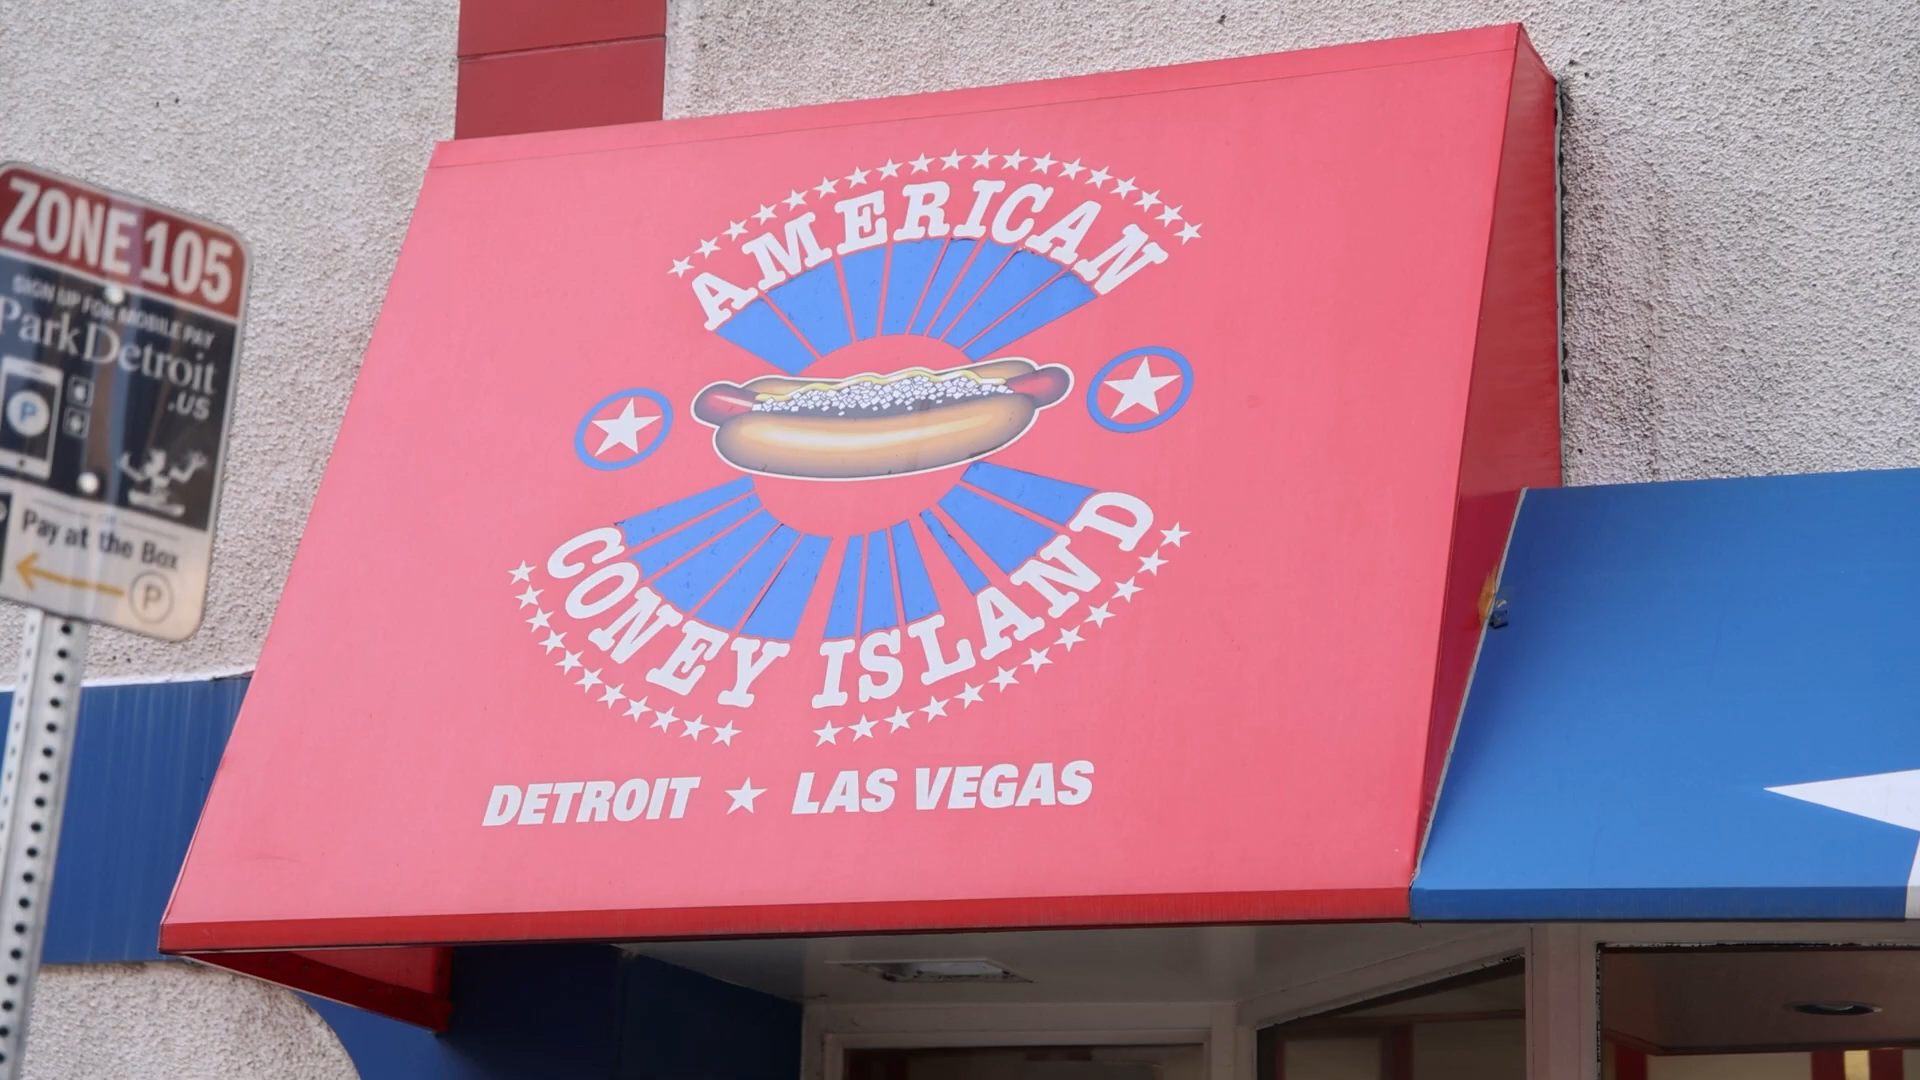 ZONE 105
SIGN UP FOR MOBILE PAY
ParkDetroit
.US
P
Pay at the Box
P
AMERICAN
CONEY ISLAND
DETROIT ★ LAS VEGAS